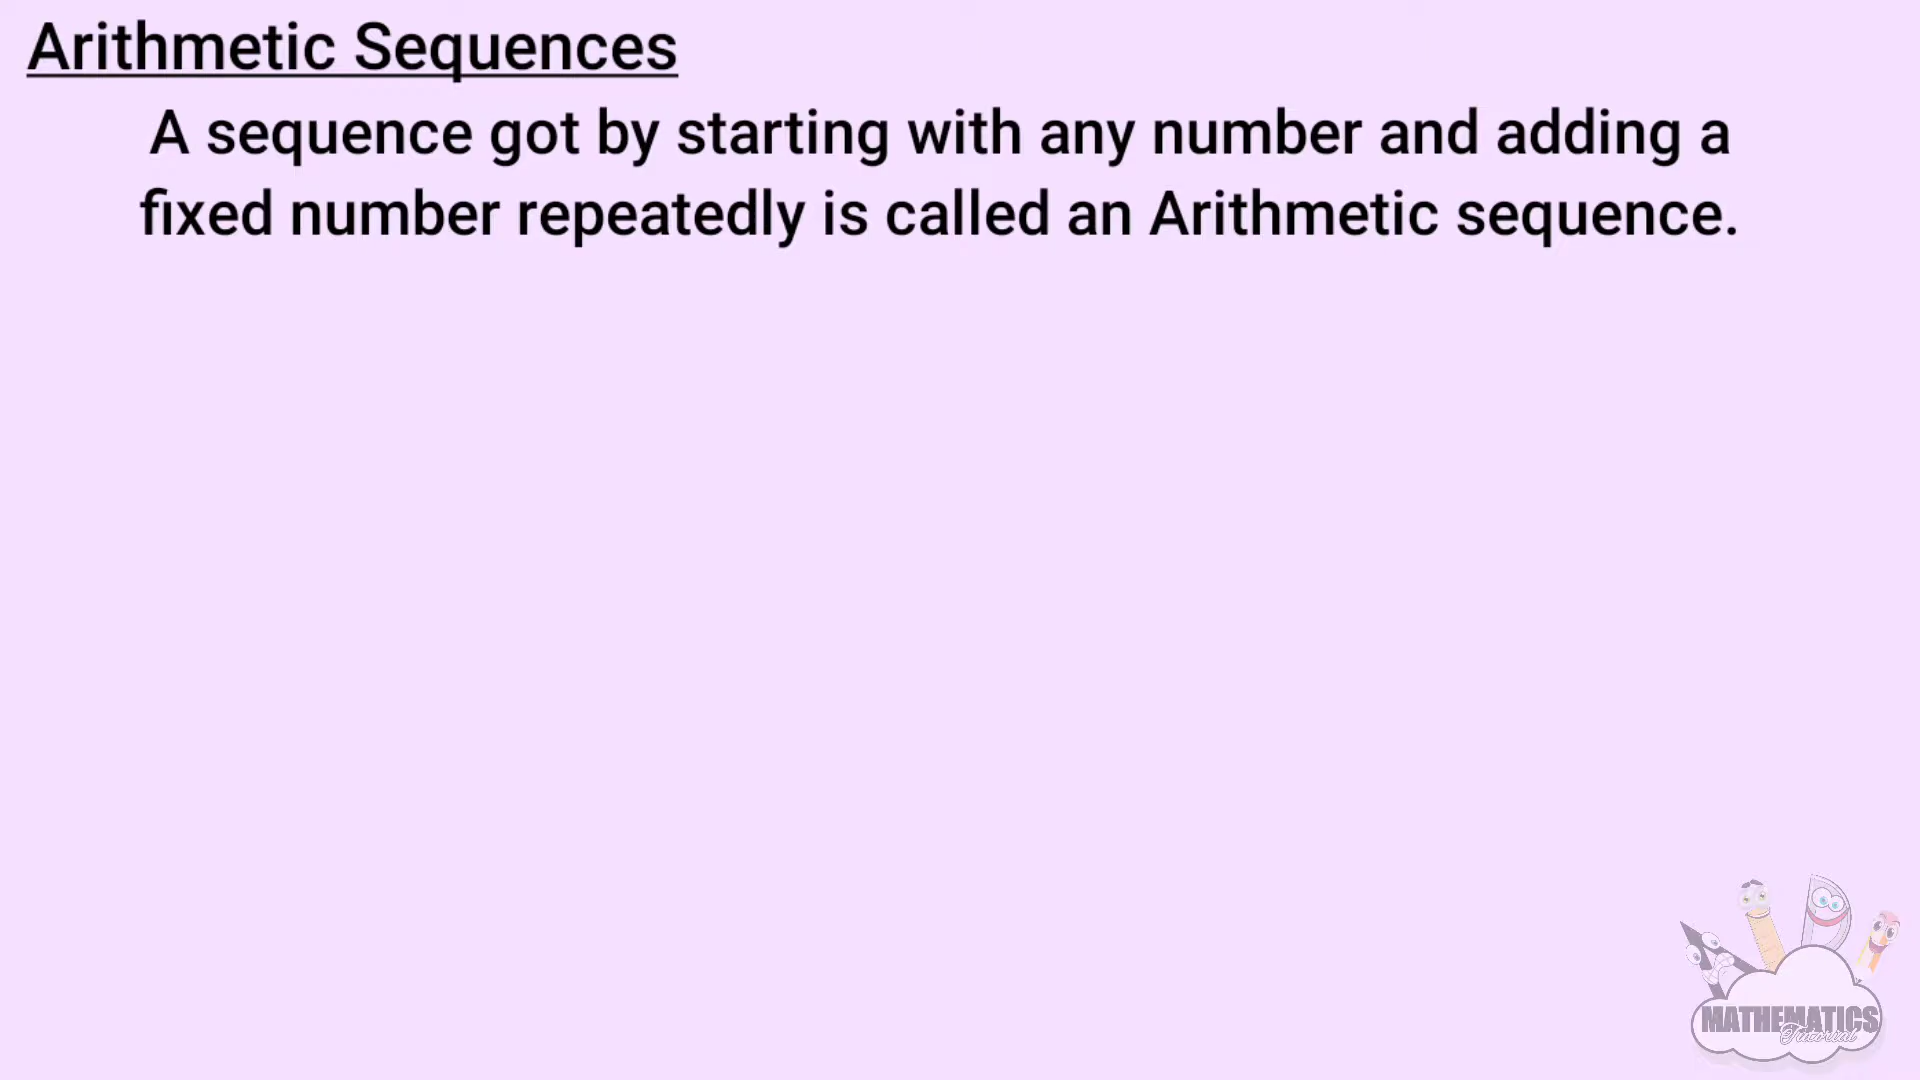 Arithmetic Sequences
A sequence got by starting with any number and adding a
fixed number repeatedly is called an Arithmetic sequence.
MATHEMATICS
Tutorial